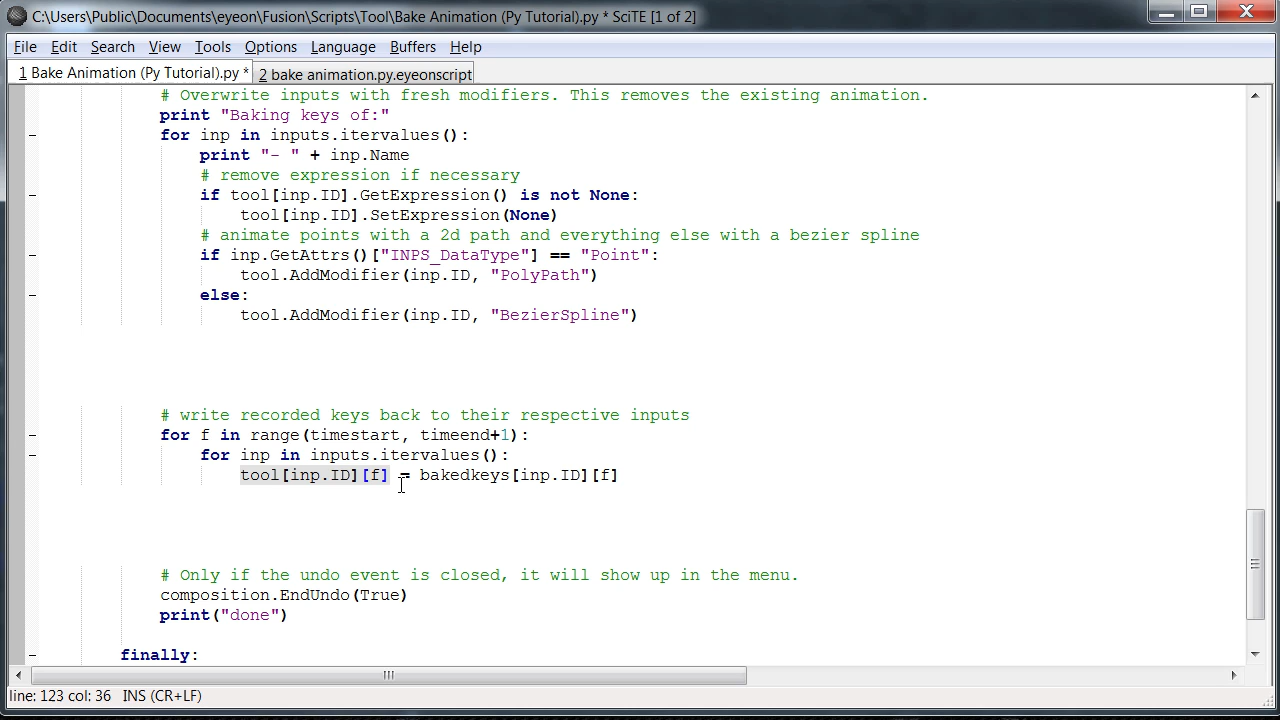 C:\Users\Public\Documents\eyeon\Fusion\Scripts\Tool\Bake Animation (Py Tutorial).py * SciTE [1 of 2]
File Edit Search View Tools Options Language Buffers Help
1 Bake Animation (Py Tutorial).py * 2 bake animation.py.eyeonscript
# Overwrite inputs with fresh modifiers. This removes the existing animation.
print "Baking keys of:"
for inp in inputs.itervalues():
print "- " + inp.Name
# remove expression if necessary
if tool[inp.ID].GetExpression() is not None:
tool[inp.ID].SetExpression(None)
# animate points with a 2d path and everything else with a bezier spline
if inp.GetAttrs()["INPS_DataType"] == "Point":
tool.AddModifier(inp.ID, "PolyPath")
else:
tool.AddModifier(inp.ID, "BezierSpline")
# write recorded keys back to their respective inputs
for f in range(timestart, timeend+1):
for inp in inputs.itervalues():
tool[inp.ID][f] = bakedkeys[inp.ID][f]
# Only if the undo event is closed, it will show up in the menu.
composition.EndUndo(True)
print("done")
finally:
line: 123 col: 36 INS (CR+LF)